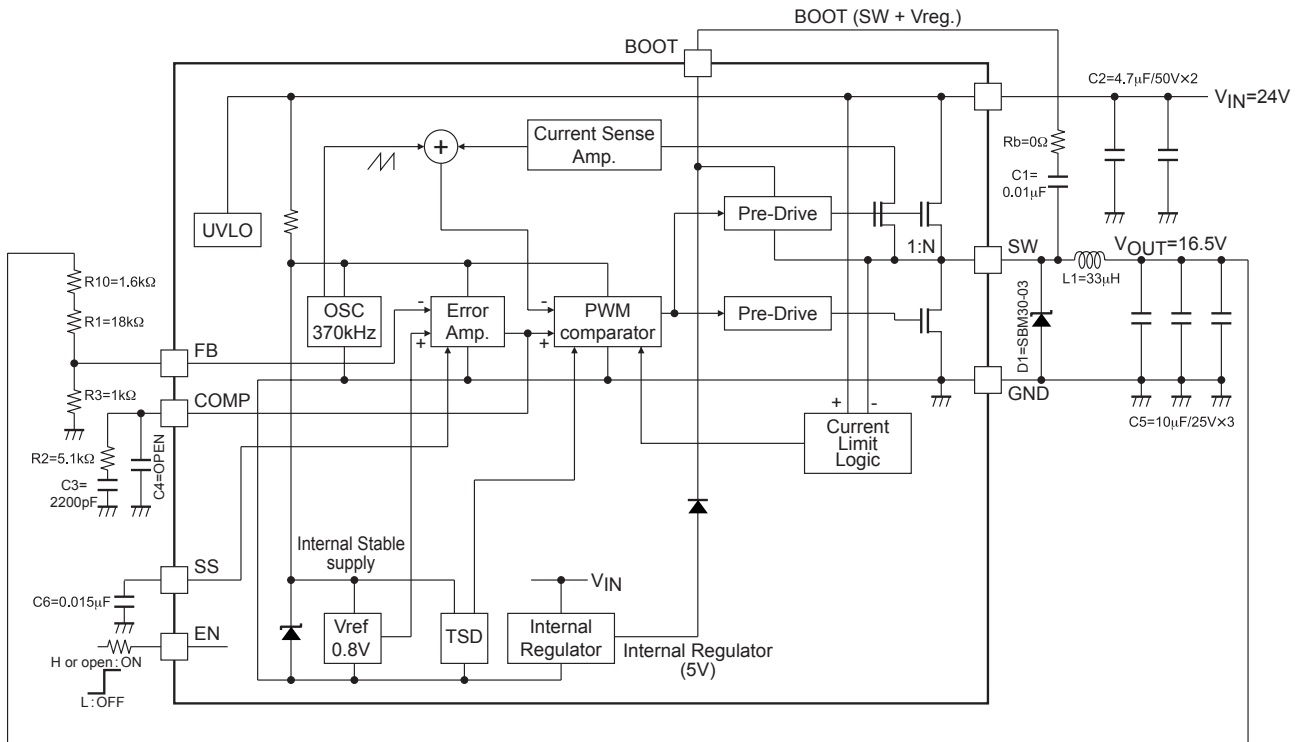 BOOT (SW + Vreg.)
BOOT
C2=4.7μF/50V×2
VIN=24V
Current Sense
Amp.
+
Rb=0Ω
C1=
0.01μF
UVLO
Pre-Drive
1:N
SW
VOUT=16.5V
L1=33μH
R10=1.6kΩ
R1=18kΩ
OSC
370kHz
-
+
Error
Amp.
-
+
PWM
comparator
Pre-Drive
D1=SBM30-03
FB
R3=1kΩ
COMP
GND
C5=10μF/25V×3
R2=5.1kΩ
C3=
2200pF
C4=OPEN
+
-
Current
Limit
Logic
SS
C6=0.015μF
Internal Stable
supply
VIN
EN
H or open:ON
L:OFF
Vref
0.8V
TSD
Internal
Regulator
Internal Regulator
(5V)